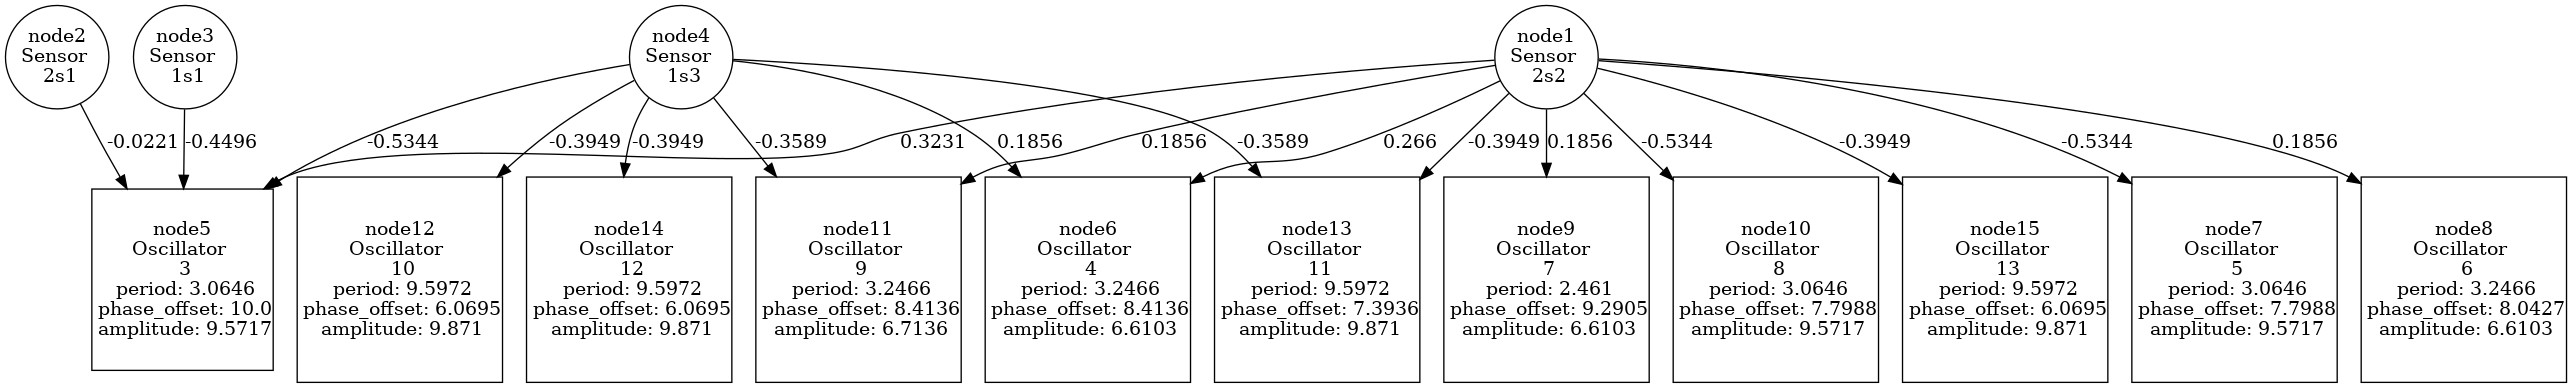 node2
Sensor
2s1
node3
Sensor
1s1
node4
Sensor
1s3
node1
Sensor
2s2
-0.0221
-0.4496
-0.5344
-0.3949
-0.3949
-0.3589
0.1856
-0.3589
0.3231
0.1856
0.266
-0.3949
0.1856
-0.5344
-0.3949
-0.5344
0.1856
node5
Oscillator
3
period: 3.0646
phase_offset: 10.0
amplitude: 9.5717
node12
Oscillator
10
period: 9.5972
phase_offset: 6.0695
amplitude: 9.871
node14
Oscillator
12
period: 9.5972
phase_offset: 6.0695
amplitude: 9.871
node11
Oscillator
9
period: 3.2466
phase_offset: 8.4136
amplitude: 6.7136
node6
Oscillator
4
period: 3.2466
phase_offset: 8.4136
amplitude: 6.6103
node13
Oscillator
11
period: 9.5972
phase_offset: 7.3936
amplitude: 9.871
node9
Oscillator
7
period: 2.461
phase_offset: 9.2905
amplitude: 6.6103
node10
Oscillator
8
period: 3.0646
phase_offset: 7.7988
amplitude: 9.5717
node15
Oscillator
13
period: 9.5972
phase_offset: 6.0695
amplitude: 9.871
node7
Oscillator
5
period: 3.0646
phase_offset: 7.7988
amplitude: 9.5717
node8
Oscillator
6
period: 3.2466
phase_offset: 8.0427
amplitude: 6.6103